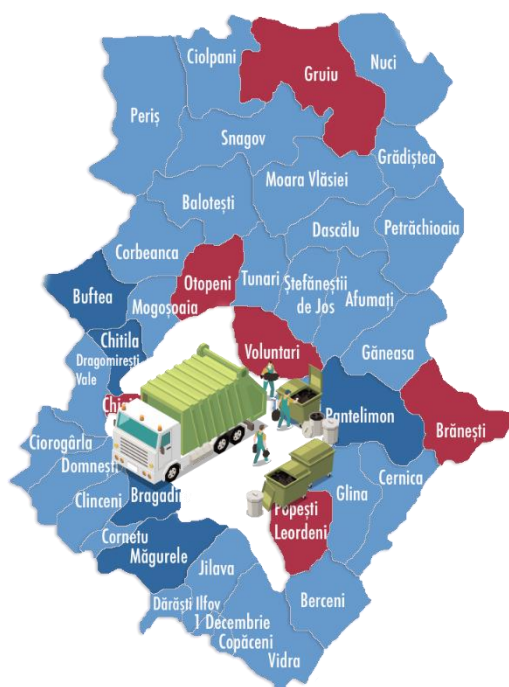 Ciolpani
Gruiu
Nuci
Periș
Snagov
Grădiștea
Moara Vlăsiei
Balotești
Dascălu
Petrăchioaia
Corbeanca
Otopeni
Tunari
Ștefăneștii
de Jos
Afumați
Buftea
Mogoșoaia
Chitila
Voluntari
Găneasa
Dragomirești
Vale
Pantelimon
Brănești
Ciorogârla
Domnești
Cernica
Clinceni
Bragadir
Glina
Popești
Leordeni
Cornetu
Măgurele
Jilava
Dărăști Ilfov
1 Decembrie
Berceni
Copăceni
Vidra